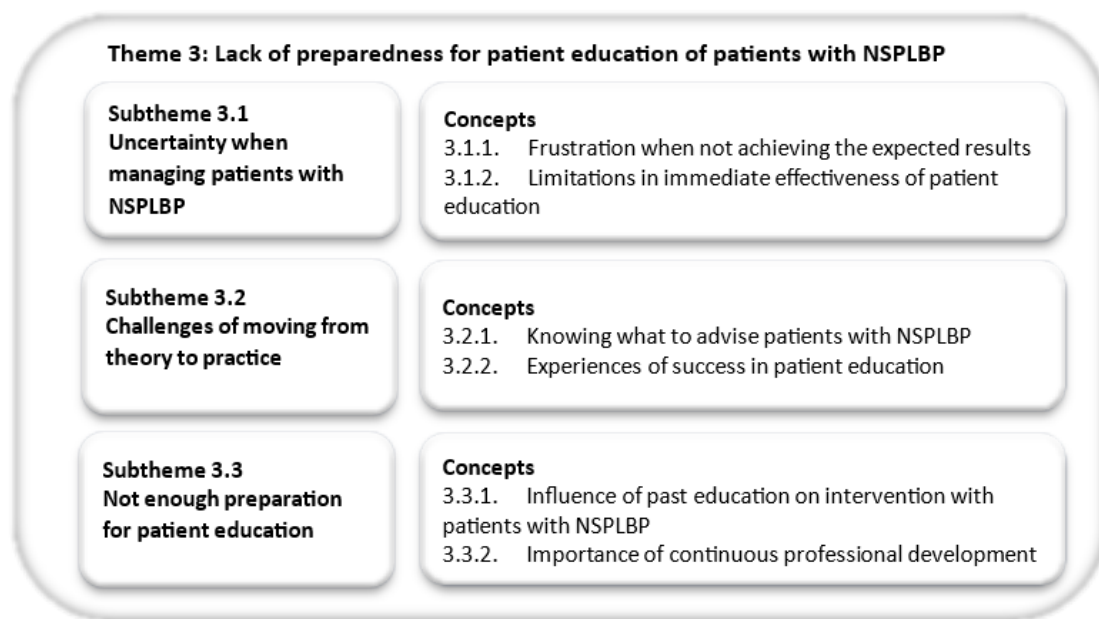 Theme 3: Lack of preparedness for patient education of patients with NSPLBP
Subtheme 3.1
Uncertainty when
managing patients with
NSPLBP
Concepts
3.1.1. Frustration when not achieving the expected results
3.1.2. Limitations in immediate effectiveness of patient
education
Subtheme 3.2
Challenges of moving from
theory to practice
Concepts
3.2.1. Knowing what to advise patients with NSPLBP
3.2.2. Experiences of success in patient education
Subtheme 3.3
Not enough preparation
for patient education
Concepts
3.3.1. Influence of past education on intervention with
patients with NSPLBP
3.3.2. Importance of continuous professional development